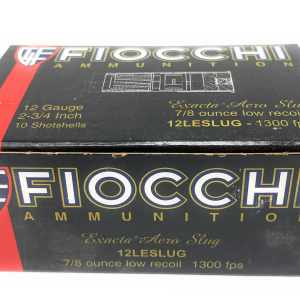 FIOCCHI
AMMUNITION
12 Gauge
2-3/4 Inch
10 Shotshells
Exacta Aero Slug
7/8 ounce low recoil
12LESLUG - 1300 fps
FIOCCHI
AMMUNITION
Exacta Aero Slug
12LESLUG
7/8 ounce low recoil 1300 fps